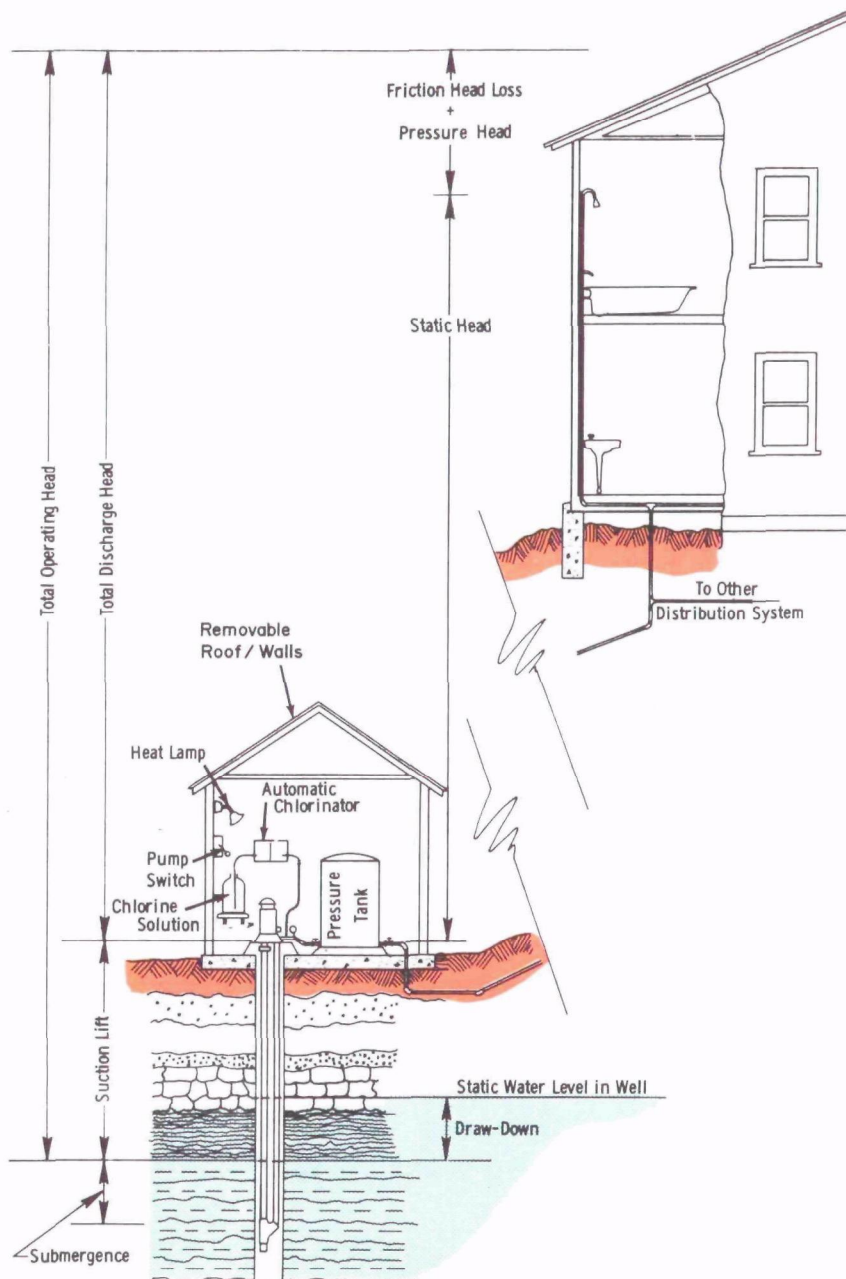 Friction Head Loss
+
Pressure Head
Static Head
Total Operating Head
Total Discharge Head
To Other
Distribution System
Removable
Roof / Walls
Heat Lamp
Automatic
Chlorinator
Pump
Switch
Chlorine
Solution
Pressure
Tank
Suction Lift
Static Water Level in Well
Draw-Down
Submergence